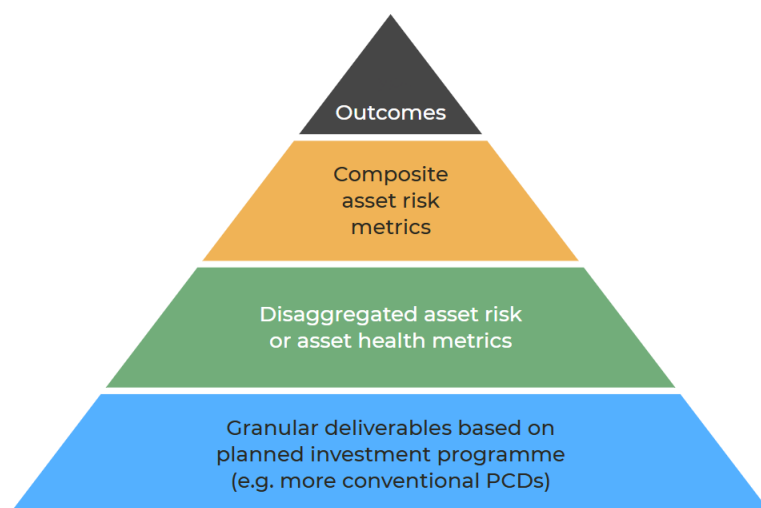 Outcomes
Composite
asset risk
metrics
Disaggregated asset risk
or asset health metrics
Granular deliverables based on
planned investment programme
(e.g. more conventional PCDs)